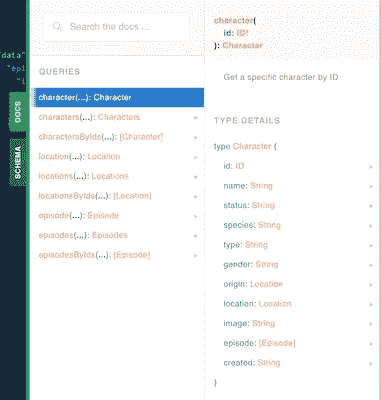 data"
"epi
"i
DOCS
SCHEMA
Search the docs ...
QUERIES
character(...): Character
characters(...): Characters
charactersByIds(...): [Character]
location(...): Location
locations(...): Locations
locationsByIds(...): [Location]
episode(...): Episode
episodes(...): Episodes
episodesByIds(...): [Episode]
character(
id: ID!
): Character
Get a specific character by ID
TYPE DETAILS
type Character {
id: ID
name: String
status: String
species: String
type: String
gender: String
origin: Location
location: Location
image: String
episode: [Episode]
created: String
}